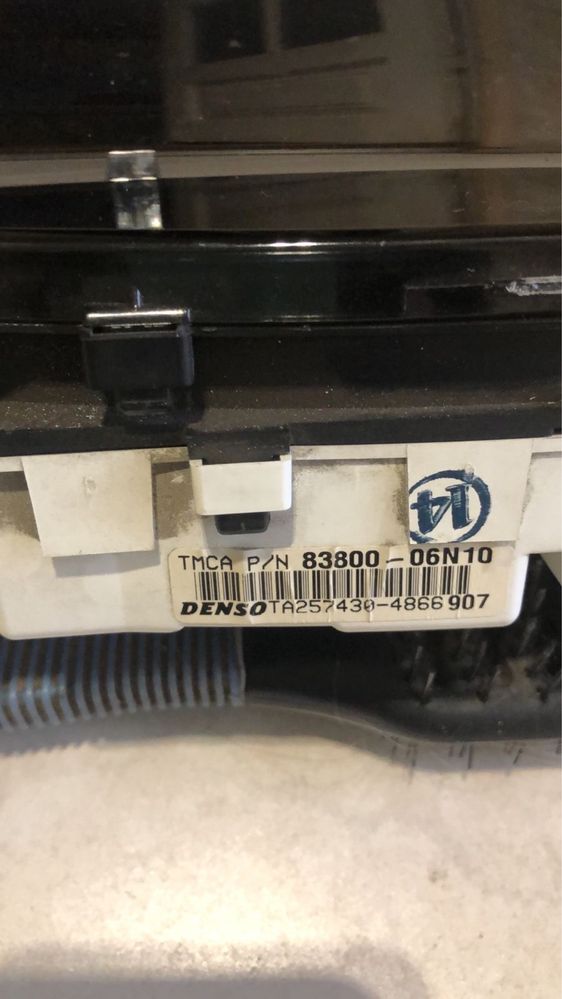 14
TMCA P/N 83800-06N10
DENSO TA257430-4866 907